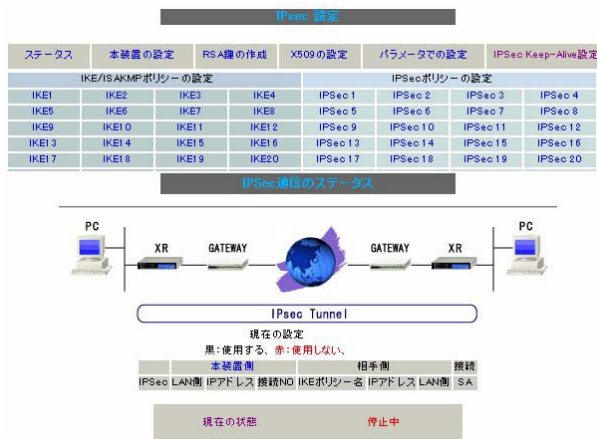 IPsec 設定
ステータス 本装置の設定 RSA鍵の作成 X509の設定 パラメータでの設定 IPSec Keep-Alive設定
IKE/ISAKMPポリシーの設定 IPSecポリシーの設定
IKE1 IKE2 IKE3 IKE4 IPSec 1 IPSec 2 IPSec 3 IPSec 4
IKE5 IKE6 IKE7 IKE8 IPSec 5 IPSec 6 IPSec 7 IPSec 8
IKE9 IKE10 IKE11 IKE12 IPSec 9 IPSec 10 IPSec 11 IPSec 12
IKE13 IKE14 IKE15 IKE16 IPSec 13 IPSec 14 IPSec 15 IPSec 16
IKE17 IKE18 IKE19 IKE20 IPSec 17 IPSec 18 IPSec 19 IPSec 20
IPSec通信のステータス
PC PC
XR GATEWAY GATEWAY XR
IPsec Tunnel
現在の設定
黒:使用する、赤:使用しない、
本装置側 相手側 接続
IPSec LAN側 IPアドレス 接続NO IKEポリシー名 IPアドレス LAN側 SA
現在の状態 停止中